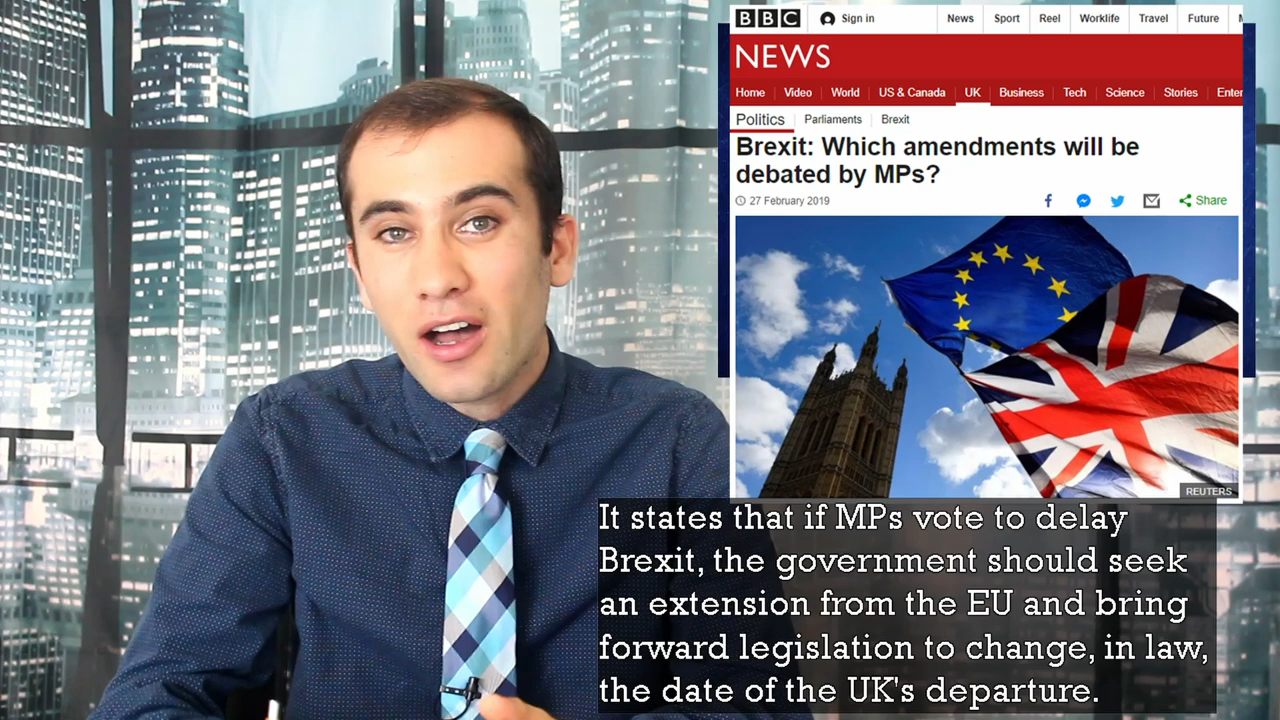 BBC Sign in News Sport Reel Worklife Travel Future
NEWS
Home Video World US & Canada UK Business Tech Science Stories Enter
Politics Parliaments Brexit
Brexit: Which amendments will be
debated by MPs?
27 February 2019 Share
REUTERS
It states that if MPs vote to delay
Brexit, the government should seek
an extension from the EU and bring
forward legislation to change, in law,
the date of the UK's departure.